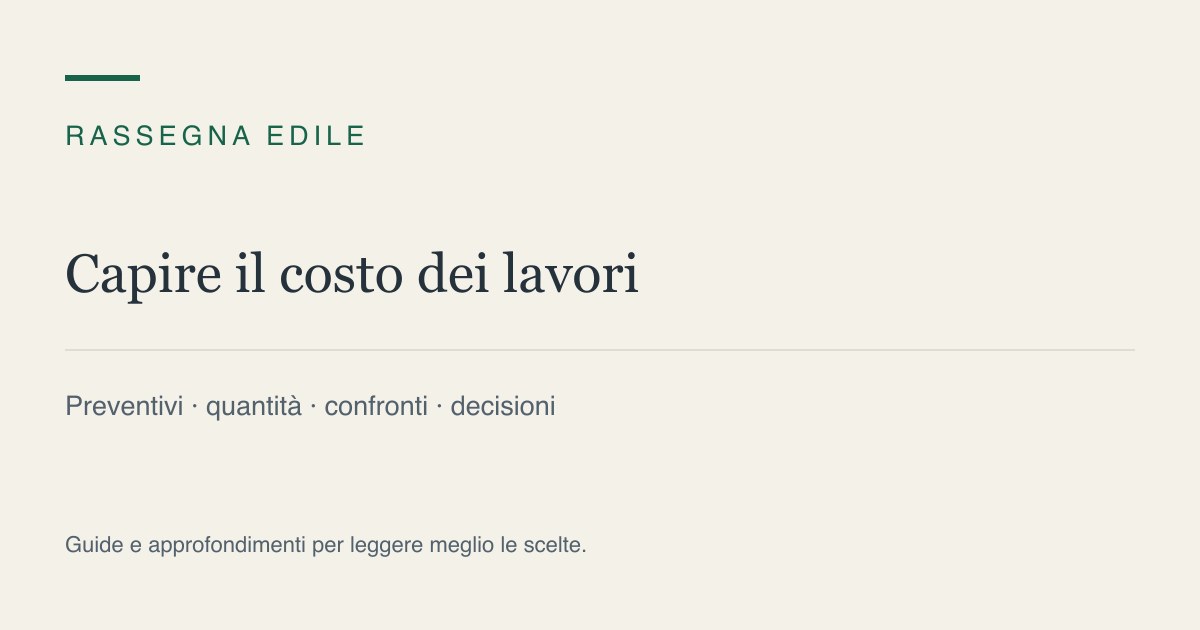 RASSEGNA EDILE
Capire il costo dei lavori
Preventivi · quantità · confronti · decisioni
Guide e approfondimenti per leggere meglio le scelte.